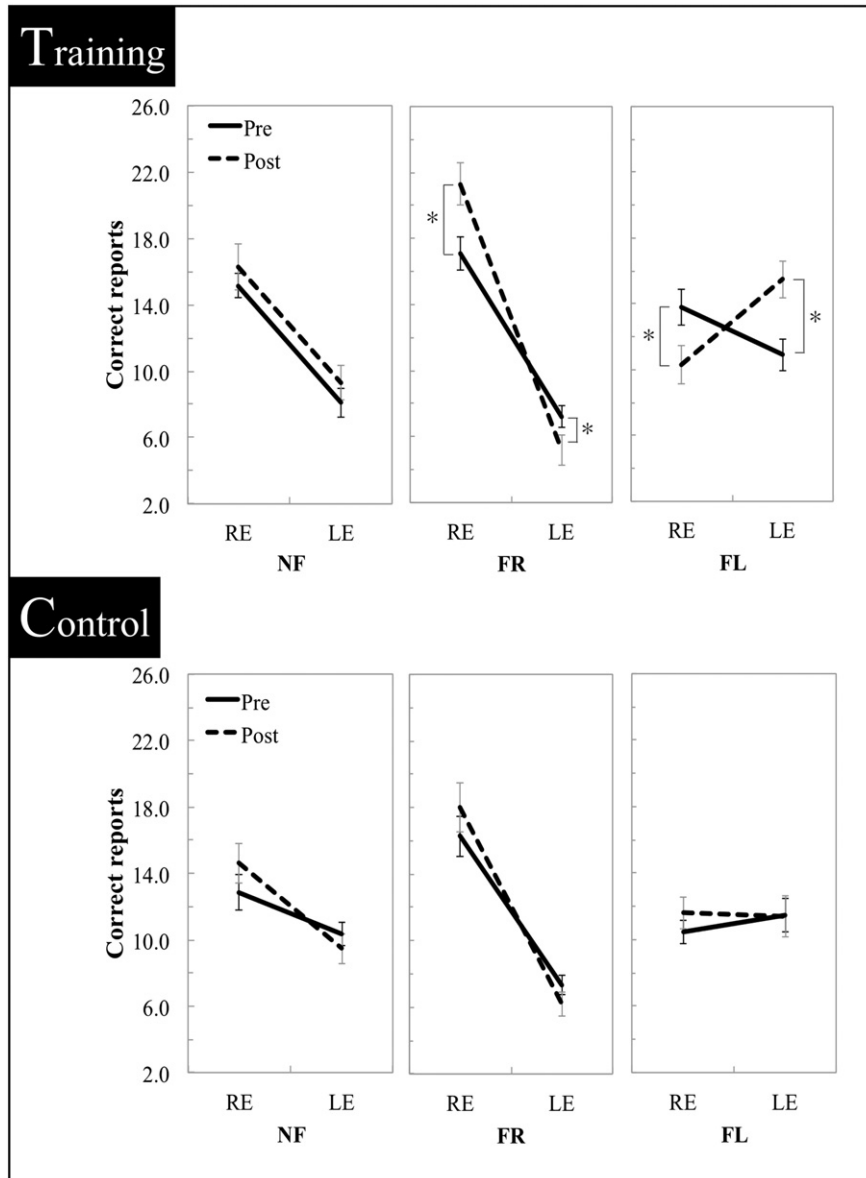 Training
26.0
22.0
18.0
14.0
10.0
6.0
2.0
Correct reports
Pre
Post
*
*
*
*
RE LE RE LE RE LE
NF FR FL
Control
26.0
22.0
18.0
14.0
10.0
6.0
2.0
Correct reports
Pre
Post
RE LE RE LE RE LE
NF FR FL